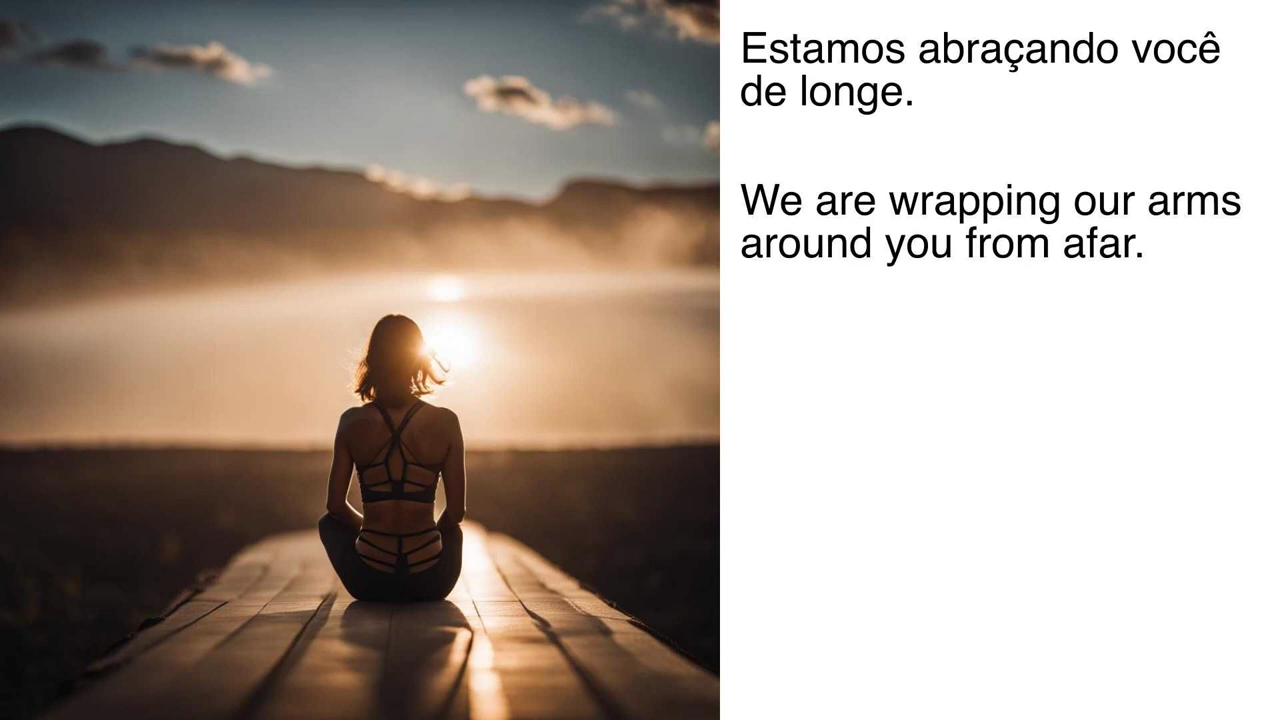 Estamos abraçando você
de longe.
We are wrapping our arms
around you from afar.